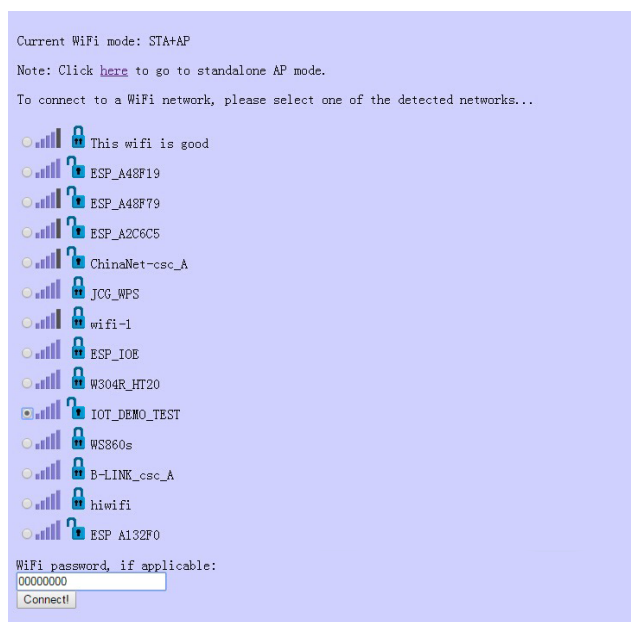 Current WiFi mode: STA+AP
Note: Click here to go to standalone AP mode.
To connect to a WiFi network, please select one of the detected networks...
This wifi is good
ESP_A48F19
ESP_A48F79
ESP_A2C6C5
ChinaNet-csc_A
JCG_WPS
wifi-1
ESP_IOE
W304R_HT20
IOT_DEMO_TEST
WS860s
B-LINK_csc_A
hiwifi
ESP A132F0
WiFi password, if applicable:
00000000
Connect!